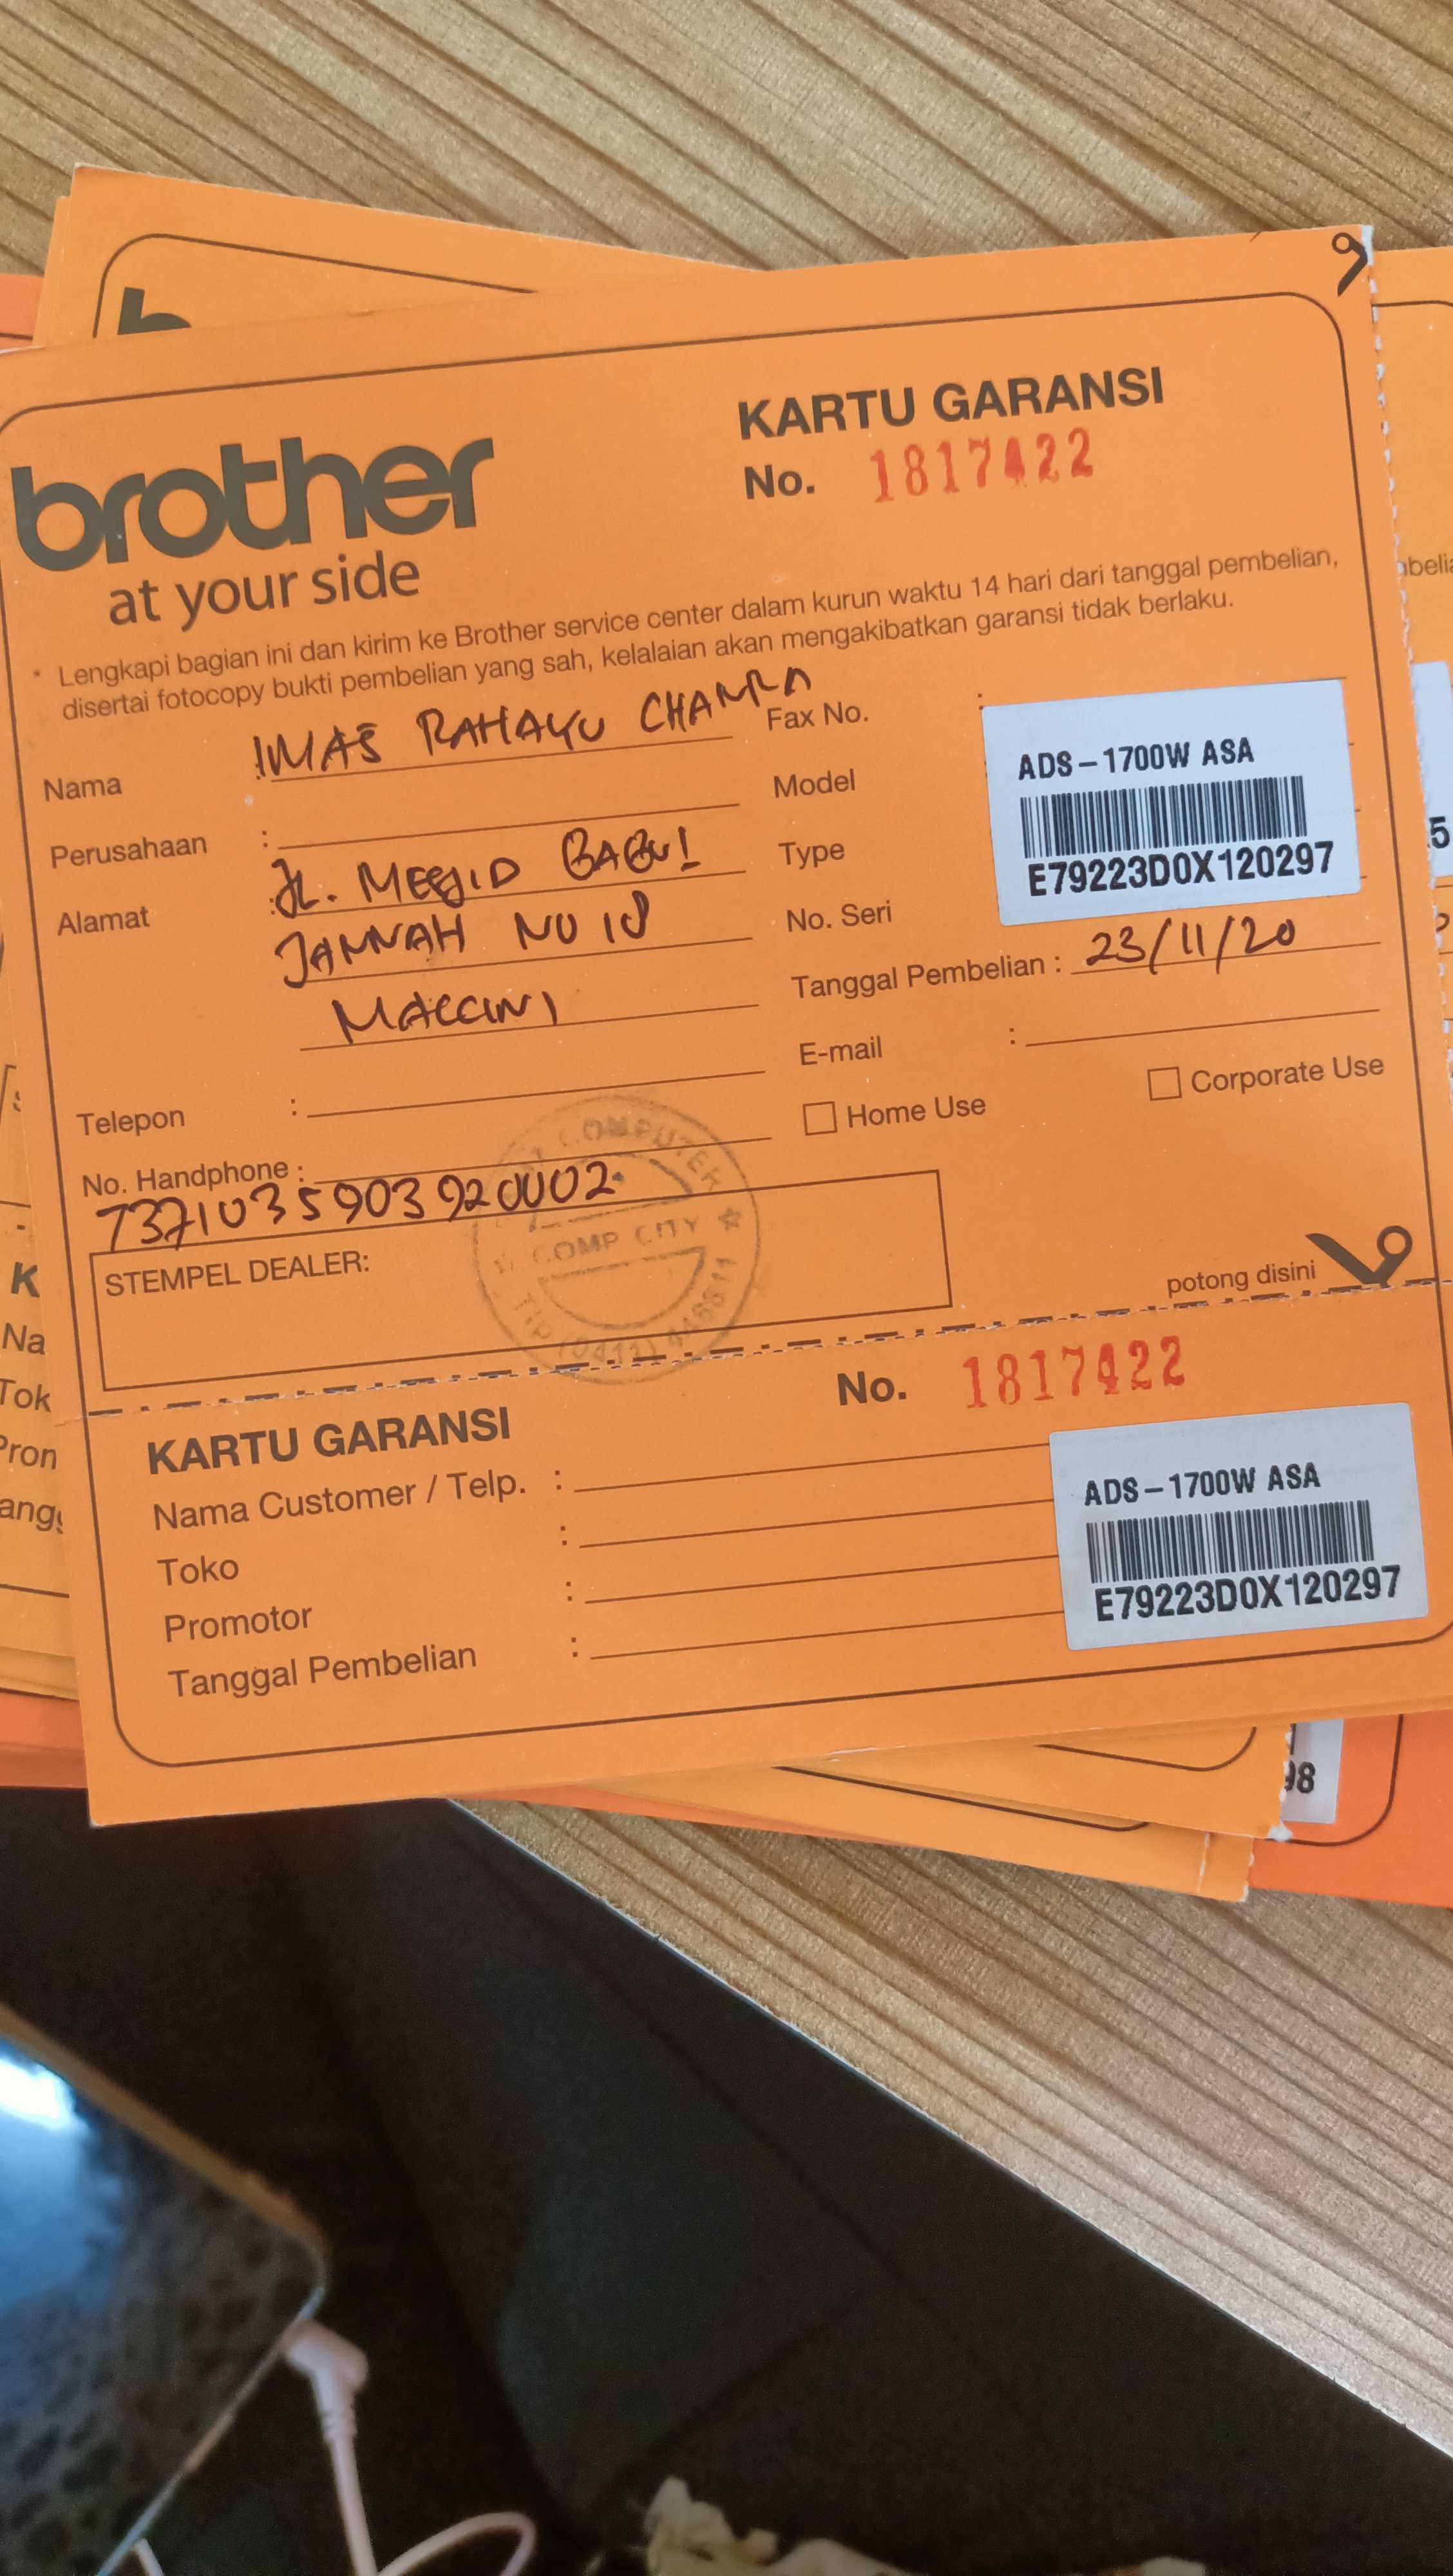 brother
at your side
KARTU GARANSI
No. 1817422
* Lengkapi bagian ini dan kirim ke Brother service center dalam kurun waktu 14 hari dari tanggal pembelian,
disertai fotocopy bukti pembelian yang sah, kelalaian akan mengakibatkan garansi tidak berlaku.
Nama : IMAS RAHAYU CHAMRA
Perusahaan :
Alamat : JL. MESJID BABUL
JANNAH NO 18
MACCINI
Telepon :
No. Handphone :
7371035903920002
STEMPEL DEALER:
COMPUTER
COMP CITY
Fax No. :
Model
Type
No. Seri
ADS-1700W ASA
E79223D0X120297
Tanggal Pembelian : 23/11/20
E-mail :
Home Use
Corporate Use
potong disini
KARTU GARANSI
No. 1817422
Nama Customer / Telp. :
Toko :
Promotor :
Tanggal Pembelian :
ADS-1700W ASA
E79223D0X120297